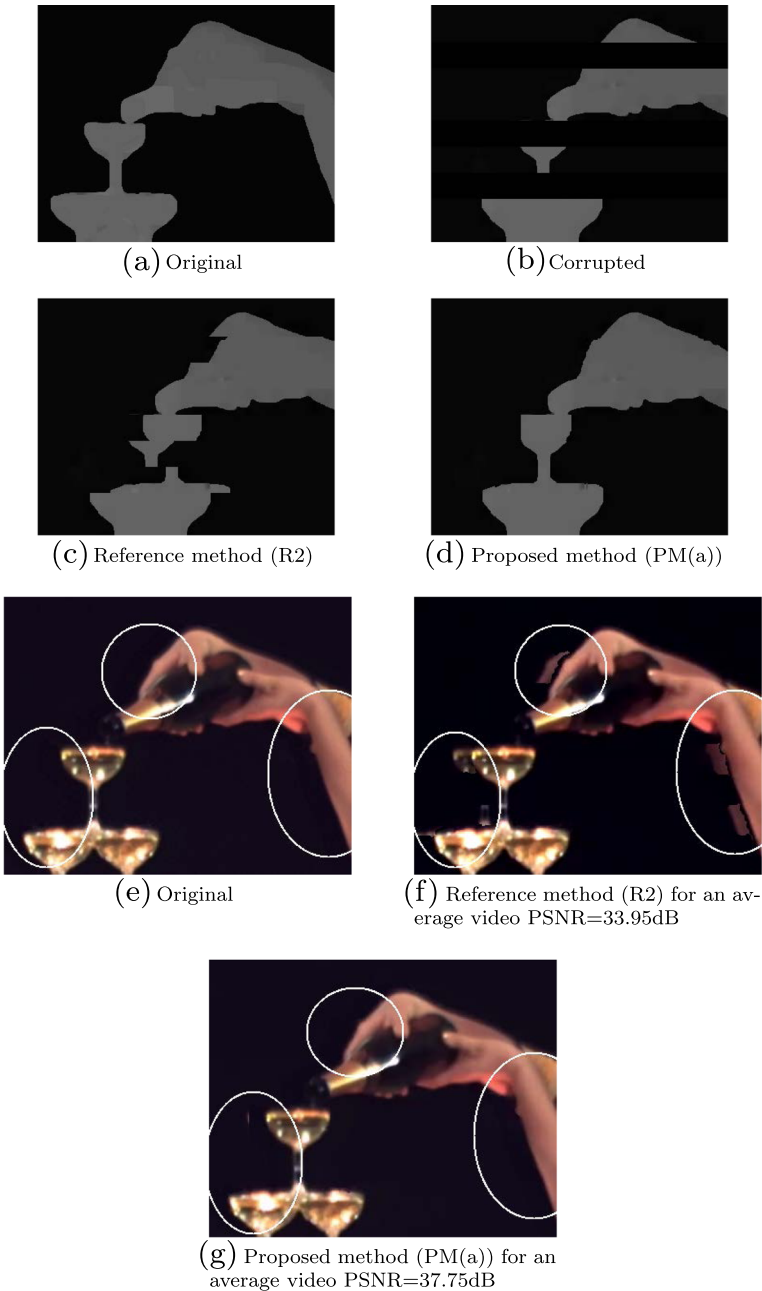 (a) Original
(b) Corrupted
(c) Reference method (R2)
(d) Proposed method (PM(a))
(e) Original
(f) Reference method (R2) for an av-
erage video PSNR=33.95dB
(g) Proposed method (PM(a)) for an
average video PSNR=37.75dB